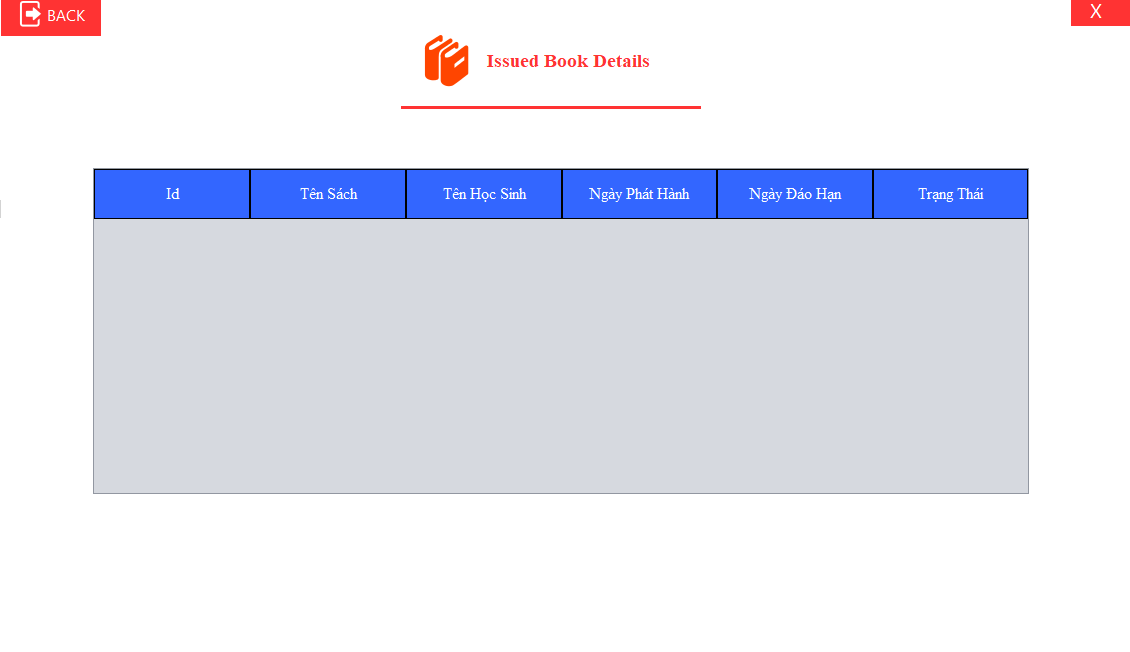 BACK
X
Issued Book Details
Id
Tên Sách
Tên Học Sinh
Ngày Phát Hành
Ngày Đáo Hạn
Trạng Thái